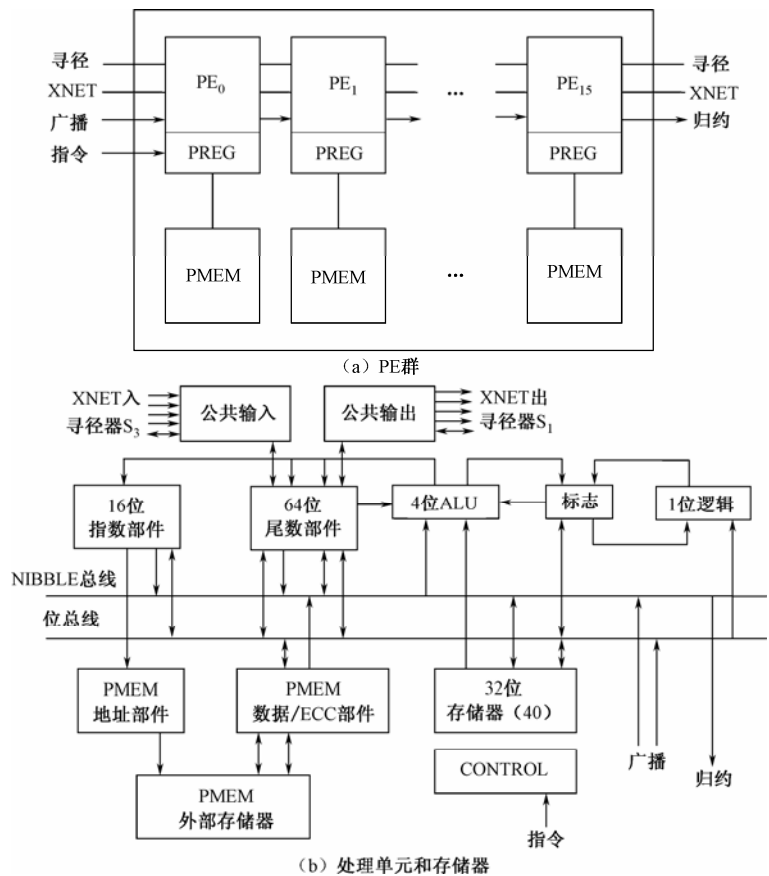 寻径
XNET
广播
指令
PE0
PE1
...
PE15
PREG
PREG
PREG
寻径
XNET
归约
PMEM
PMEM
...
PMEM
(a) PE群
XNET入
寻径器S3
公共输入
公共输出
XNET出
寻径器S1
16位
指数部件
64位
尾数部件
4位ALU
标志
1位逻辑
NIBBLE总线
位总线
PMEM
地址部件
PMEM
数据/ECC部件
32位
存储器(40)
广播
归约
PMEM
外部存储器
CONTROL
指令
(b) 处理单元和存储器